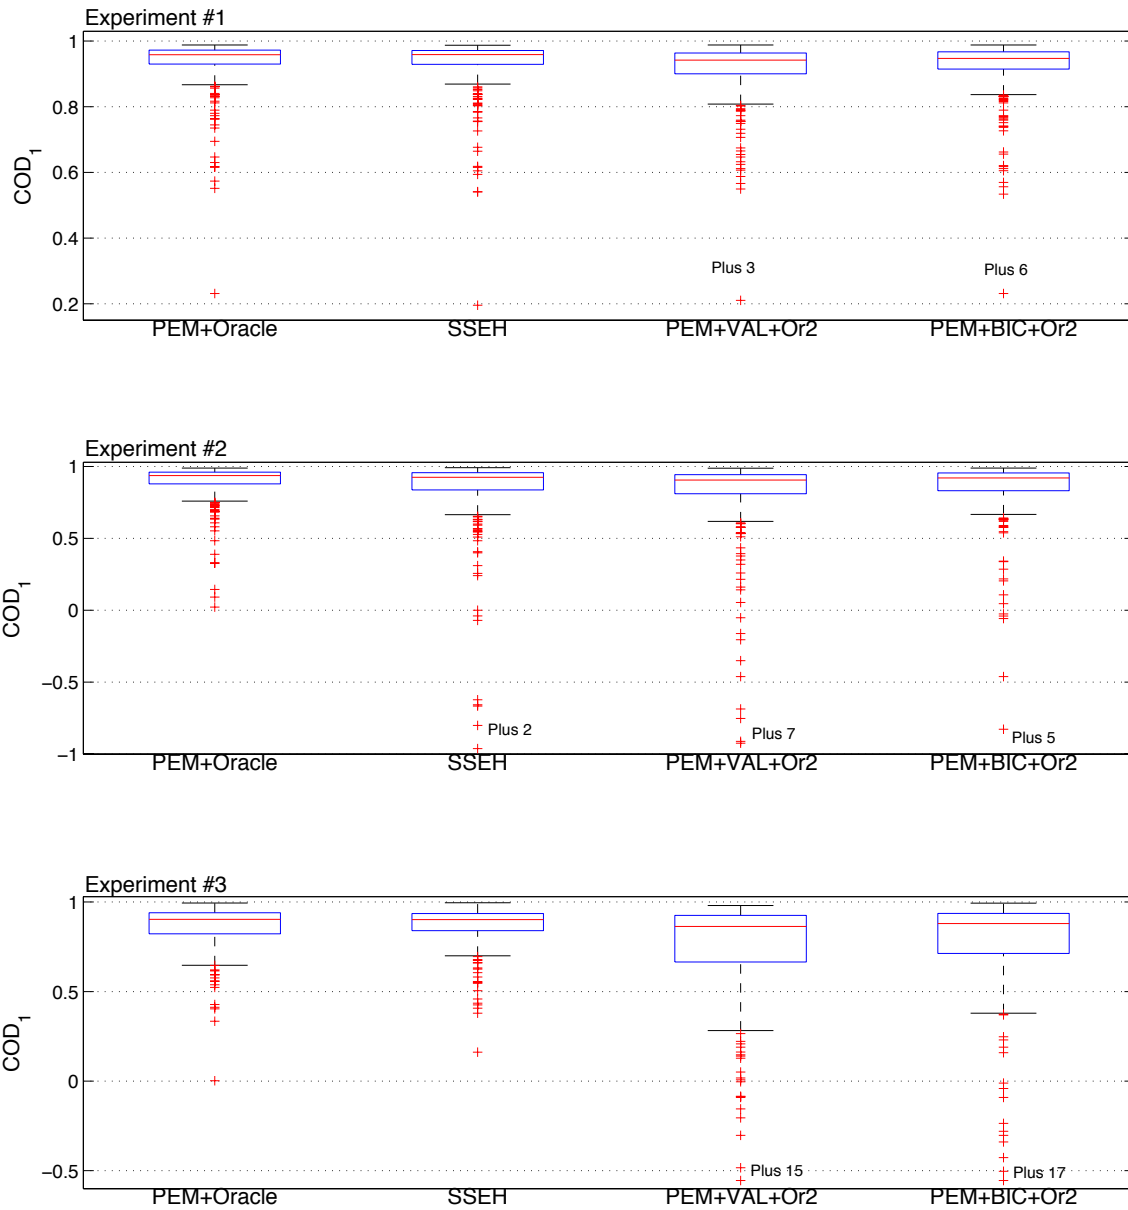 Experiment #1
1
0.8
0.6
0.4
0.2
COD1
Plus 3
Plus 6
PEM+Oracle SSEH PEM+VAL+Or2 PEM+BIC+Or2
Experiment #2
1
0.5
0
−0.5
−1
COD1
Plus 2
Plus 7
Plus 5
PEM+Oracle SSEH PEM+VAL+Or2 PEM+BIC+Or2
Experiment #3
1
0.5
0
−0.5
COD1
Plus 15
Plus 17
PEM+Oracle SSEH PEM+VAL+Or2 PEM+BIC+Or2